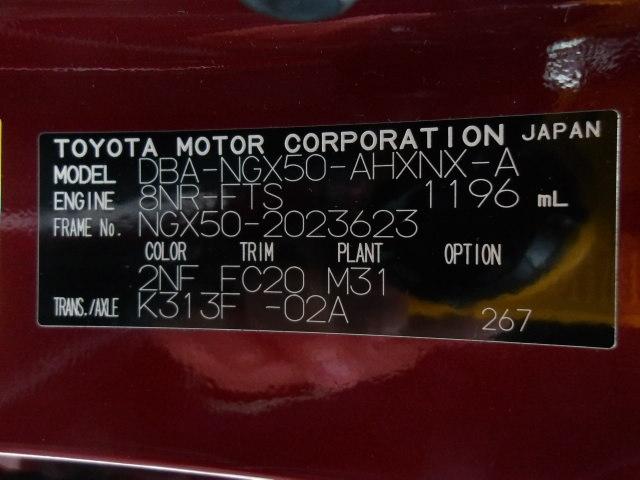 TOYOTA MOTOR CORPORATION JAPAN
MODEL DBA-NGX50-AHXNX-A
ENGINE 8NR-FTS 1196 mL
FRAME No. NGX50-2023623
COLOR TRIM PLANT OPTION
2NF FC20 M31
TRANS./AXLE K313F -02A
267